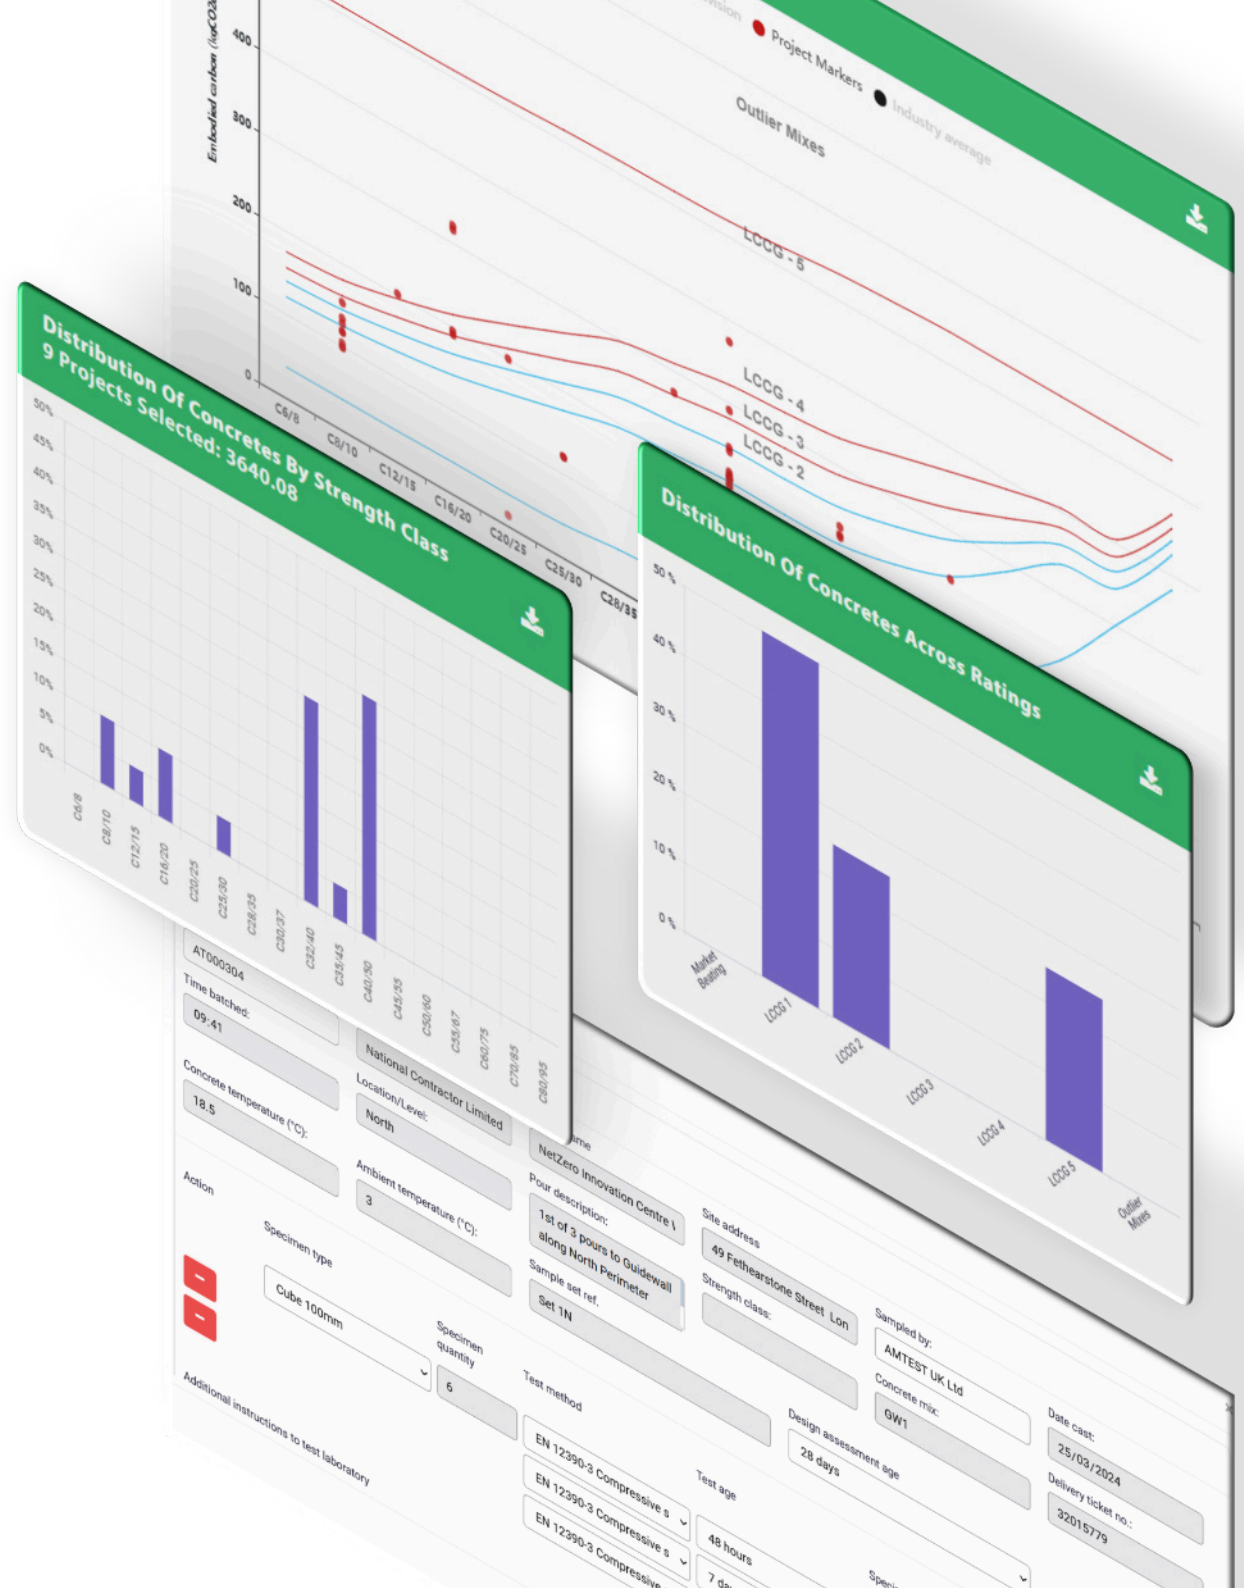 Embodied carbon (kgCO2e
400
300
200
100
0
C6/8
C8/10
C12/15
C16/20
C20/25
C25/30
C28/35
Project Markers
Industry average
Outlier Mixes
LCCG - 5
LCCG - 4
LCCG - 3
LCCG - 2
Distribution Of Concretes By Strength Class
9 Projects Selected: 3640.08
50%
45%
40%
35%
30%
25%
20%
15%
10%
5%
0%
C6/8
C8/10
C12/15
C16/20
C20/25
C25/30
C28/35
C30/37
C32/40
C35/45
C40/50
C45/55
C50/60
C55/67
C60/75
C70/85
C80/95
Distribution Of Concretes Across Ratings
50 %
40 %
30 %
20 %
10 %
0 %
Market
Beating
LCCG 1
LCCG 2
LCCG 3
LCCG 4
LCCG 5
Outlier
Mixes
AT000304
Time batched:
09:41
Concrete temperature (°C):
18.5
National Contractor Limited
Location/Level:
North
Ambient temperature (°C):
3
NetZero Innovation Centre
Pour description:
1st of 3 pours to Guidewall
along North Perimeter
Sample set ref.
Set 1N
Site address
49 Fethearstone Street Lon
Strength class:
Sampled by:
AMTEST UK Ltd
Concrete mix:
GW1
Date cast:
25/03/2024
Delivery ticket no.:
32015779
Action
Specimen type
Cube 100mm
Specimen
quantity
6
Test method
EN 12390-3 Compressive s
EN 12390-3 Compressive s
EN 12390-3 Compressive
Design assessment age
28 days
Test age
48 hours
7 da
Additional instructions to test laboratory